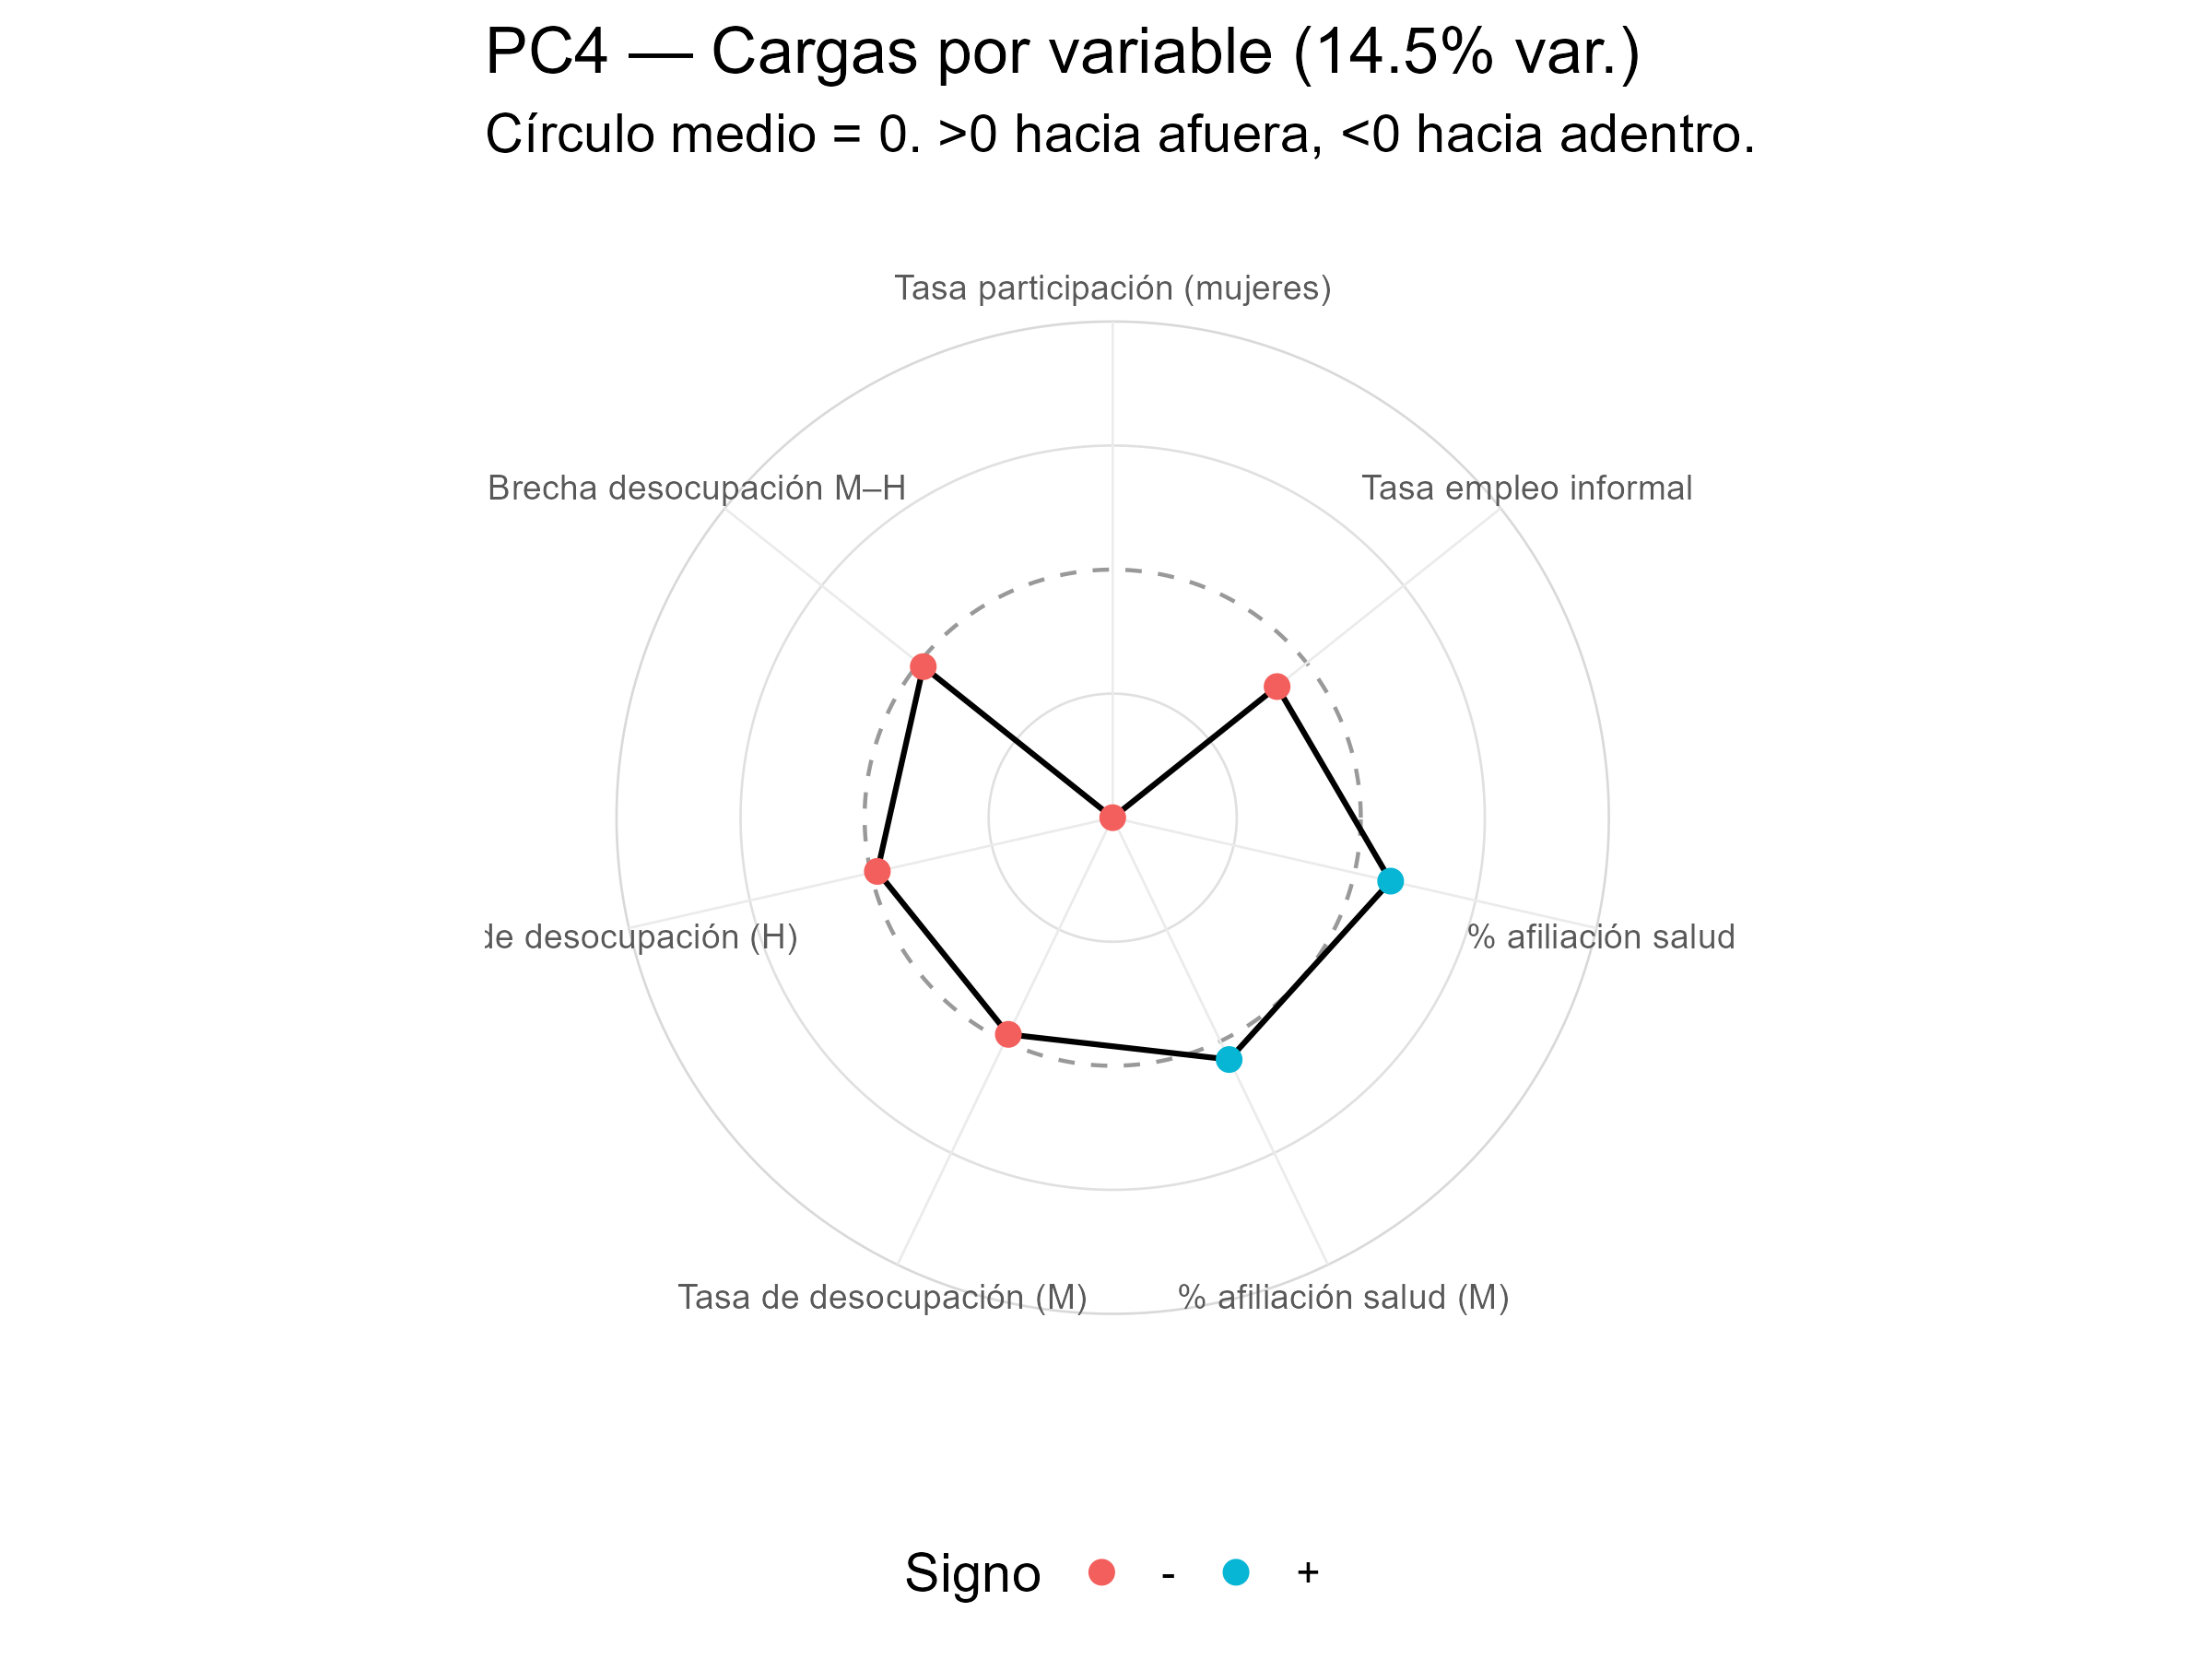 PC4 — Cargas por variable (14.5% var.)
Círculo medio = 0. >0 hacia afuera, <0 hacia adentro.
Tasa participación (mujeres)
Brecha desocupación M–H
Tasa empleo informal
de desocupación (H)
% afiliación salud
Tasa de desocupación (M)
% afiliación salud (M)
Signo - +